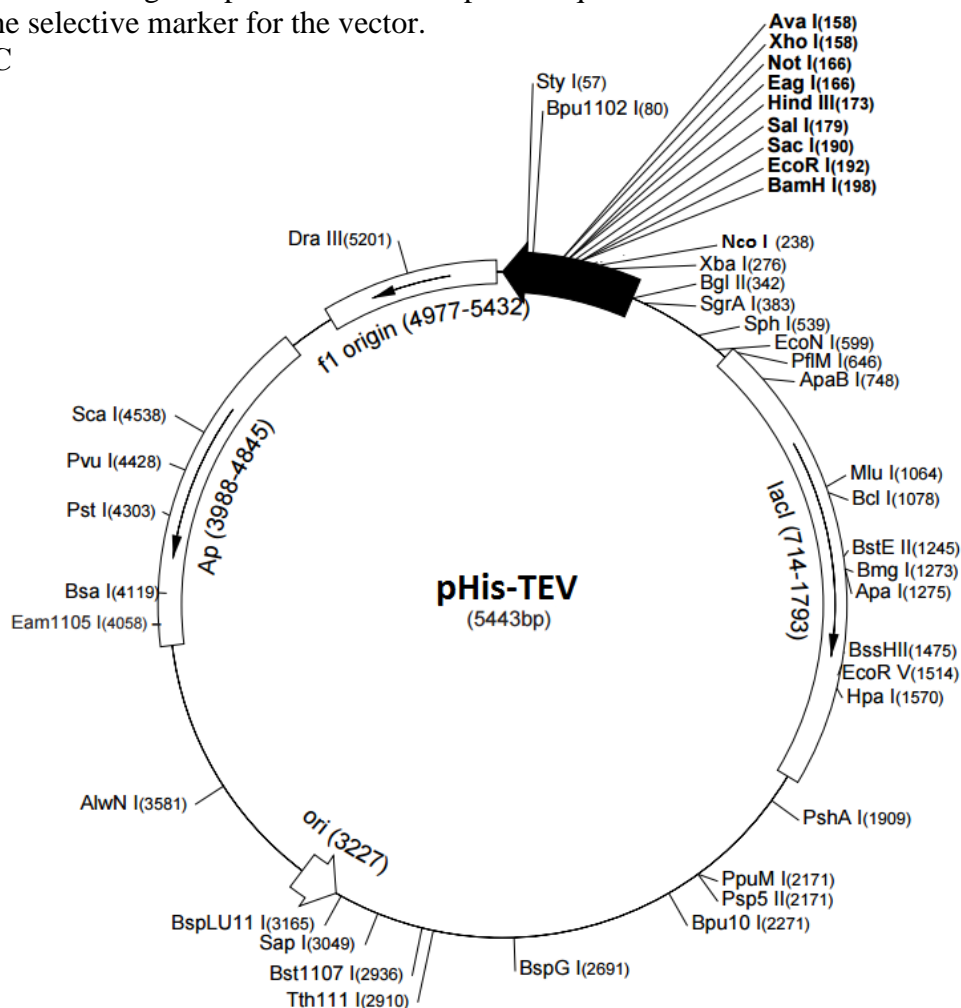 he selective marker for the vector.
C
Ava I(158)
Xho I(158)
Not I(166)
Eag I(166)
Hind III(173)
Sal I(179)
Sac I(190)
EcoR I(192)
BamH I(198)
Sty I(57)
Bpu1102 I(80)
Dra III(5201)
Nco I (238)
Xba I(276)
Bgl II(342)
SgrA I(383)
Sph I(539)
EcoN I(599)
PflM I(646)
ApaB I(748)
f1 origin (4977-5432)
Sca I(4538)
Pvu I(4428)
Pst I(4303)
Bsa I(4119)
Eam1105 I(4058)
Ap (3988-4845)
lacI (714-1793)
Mlu I(1064)
Bcl I(1078)
BstE II(1245)
Bmg I(1273)
Apa I(1275)
BssHII(1475)
EcoR V(1514)
Hpa I(1570)
pHis-TEV
(5443bp)
AlwN I(3581)
ori (3227)
PshA I(1909)
PpuM I(2171)
Psp5 II(2171)
Bpu10 I(2271)
BspLU11 I(3165)
Sap I(3049)
Bst1107 I(2936)
Tth111 I(2910)
BspG I(2691)